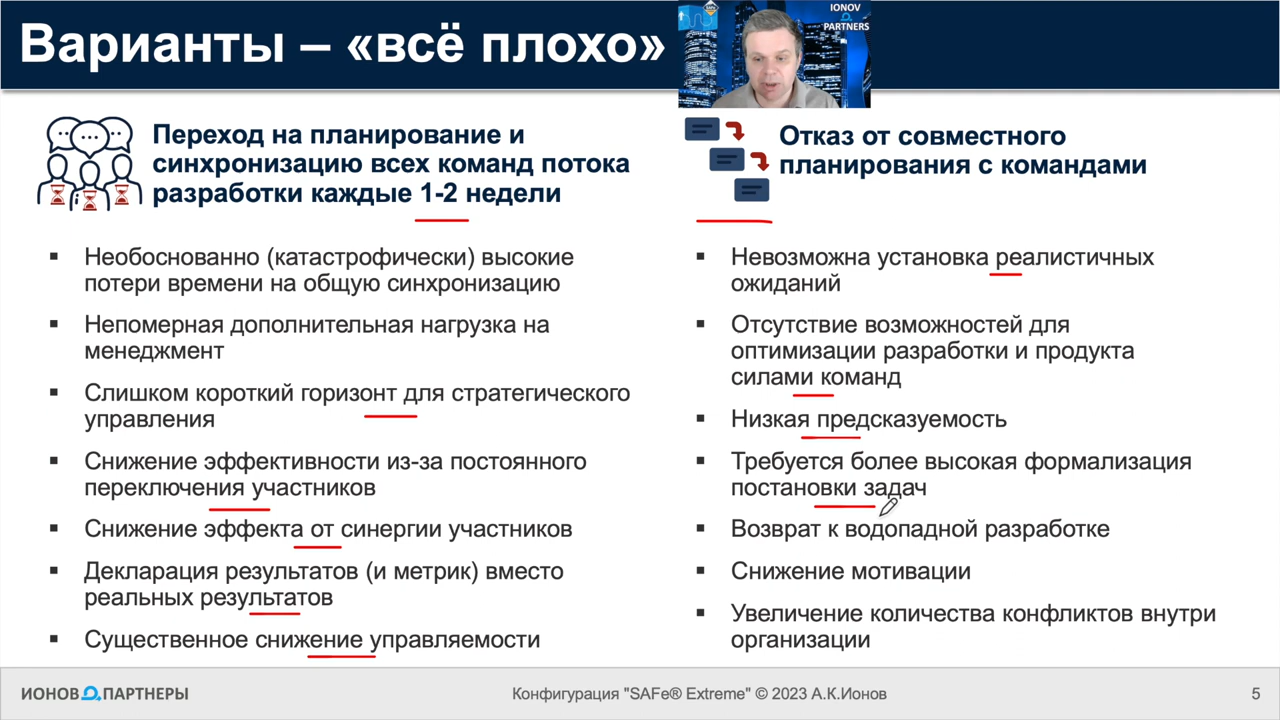 Варианты – «всё плохо»
SAFe
IONOV
PARTNERS
Переход на планирование и
синхронизацию всех команд потока
разработки каждые 1-2 недели
Необоснованно (катастрофически) высокие
потери времени на общую синхронизацию
Непомерная дополнительная нагрузка на
менеджмент
Слишком короткий горизонт для стратегического
управления
Снижение эффективности из-за постоянного
переключения участников
Снижение эффекта от синергии участников
Декларация результатов (и метрик) вместо
реальных результатов
Существенное снижение управляемости
Отказ от совместного
планирования с командами
Невозможна установка реалистичных
ожиданий
Отсутствие возможностей для
оптимизации разработки и продукта
силами команд
Низкая предсказуемость
Требуется более высокая формализация
постановки задач
Возврат к водопадной разработке
Снижение мотивации
Увеличение количества конфликтов внутри
организации
ИОНОВ ПАРТНЕРЫ
Конфигурация "SAFe® Extreme" © 2023 А.К.Ионов
5